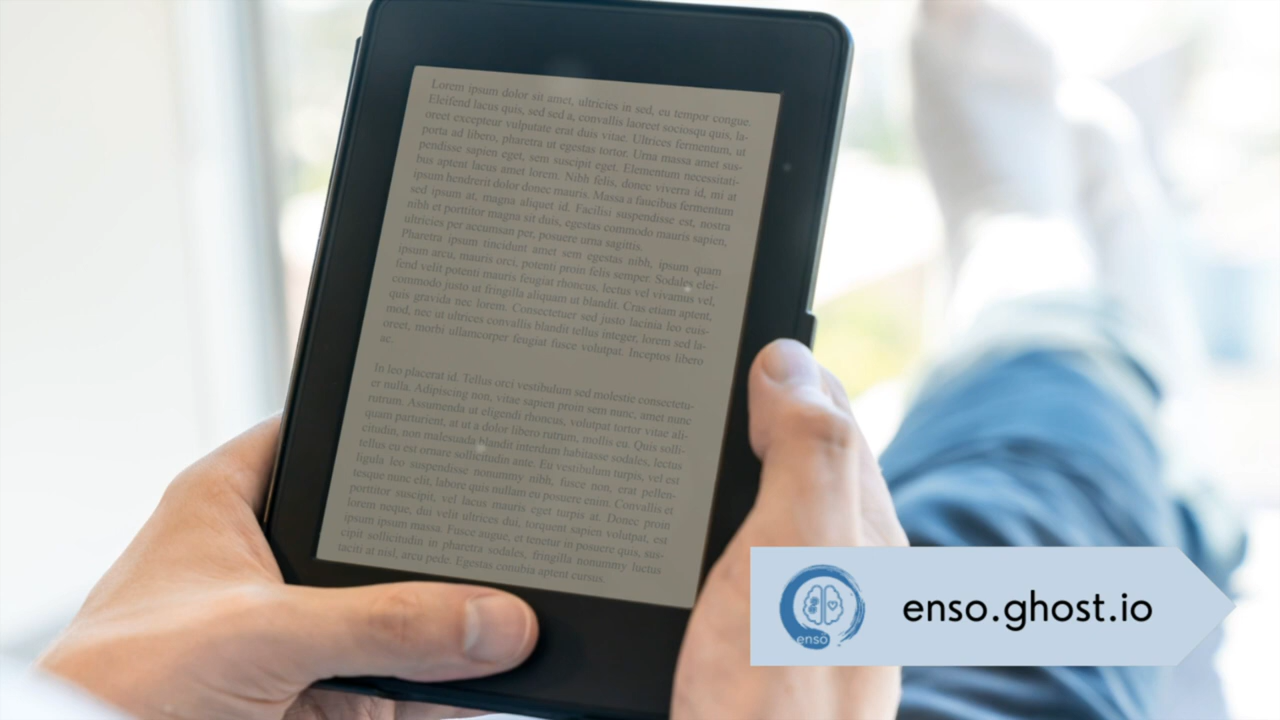 Lorem ipsum dolor sit amet, ultricies in sed, eu tempor congue.
Eleifend lacus quis, sed sed a, convallis laoreet sociosqu quis, la-
oreet excepteur vulputate erat duis vitae. Ultrices fermentum, ut
porta ad libero, pharetra ut egestas tortor. Urna massa amet sus-
pendisse sapien eget, sem suscipit eget. Elementum necessitati-
bus aptent lacus amet lorem. Nibh felis, donec viverra id, mi at
ipsum hendrerit dolor donec mauris. Massa a faucibus fermentum
sed ipsum at, magna aliquet id. Facilisi suspendisse est, nostra
nibh et porttitor magna sit duis, egestas commodo mauris sapien,
ultricies per accumsan per, posuere urna sagittis.
Pharetra ipsum tincidunt amet sem egestas nibh, ipsum quam
ipsum arcu, mauris orci, potenti proin felis semper. Sodales elei-
fend velit potenti mauris feugiat rhoncus, lectus vel vivamus vel,
commodo justo ut fringilla aliquam ut blandit. Cras etiam aptent,
quis gravida nec lorem. Consectetuer sed justo lacinia leo euis-
mod, nec ut ultrices convallis blandit tellus integer, lorem sed la-
oreet, morbi ullamcorper feugiat fusce volutpat. Inceptos libero
ac.
In leo placerat id. Tellus orci vestibulum sed molestie consectetu-
er nulla. Adipiscing non, vitae sapien proin sem nunc, amet nunc
rutrum. Assumenda ut eligendi rhoncus, volutpat tortor vitae ali-
quam parturient, at ut a dolor libero rutrum, mollis eu. Quis solli-
citudin, non malesuada blandit interdum habitasse sodales, lectus
tellus eu est ornare sollicitudin ante. Eu vestibulum turpis, vel est
ligula leo suspendisse nonummy nibh, fusce non, erat pellen-
tesque nunc elit, labore quis nullam eu posuere enim. Convallis et
porttitor suscipit, vel lacus mauris eget turpis at. Donec proin
lorem neque, dui velit ultrices dui, torquent sapien volutpat, est
ipsum ipsum massa. Fusce augue, et tenetur in posuere quis, sus-
cipit sollicitudin in pharetra sodales, fringilla nonummy luctus
taciti at nisl, arcu pede. Egestas conubia aptent cursus.
enso
enso.ghost.io